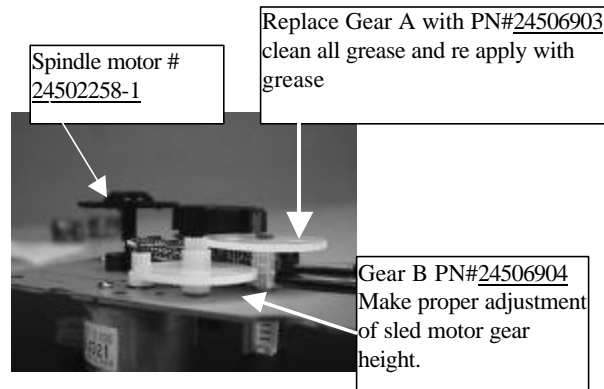 Replace Gear A with PN#24506903
clean all grease and re apply with
grease
Spindle motor #
24502258-1
Gear B PN#24506904
Make proper adjustment
of sled motor gear
height.